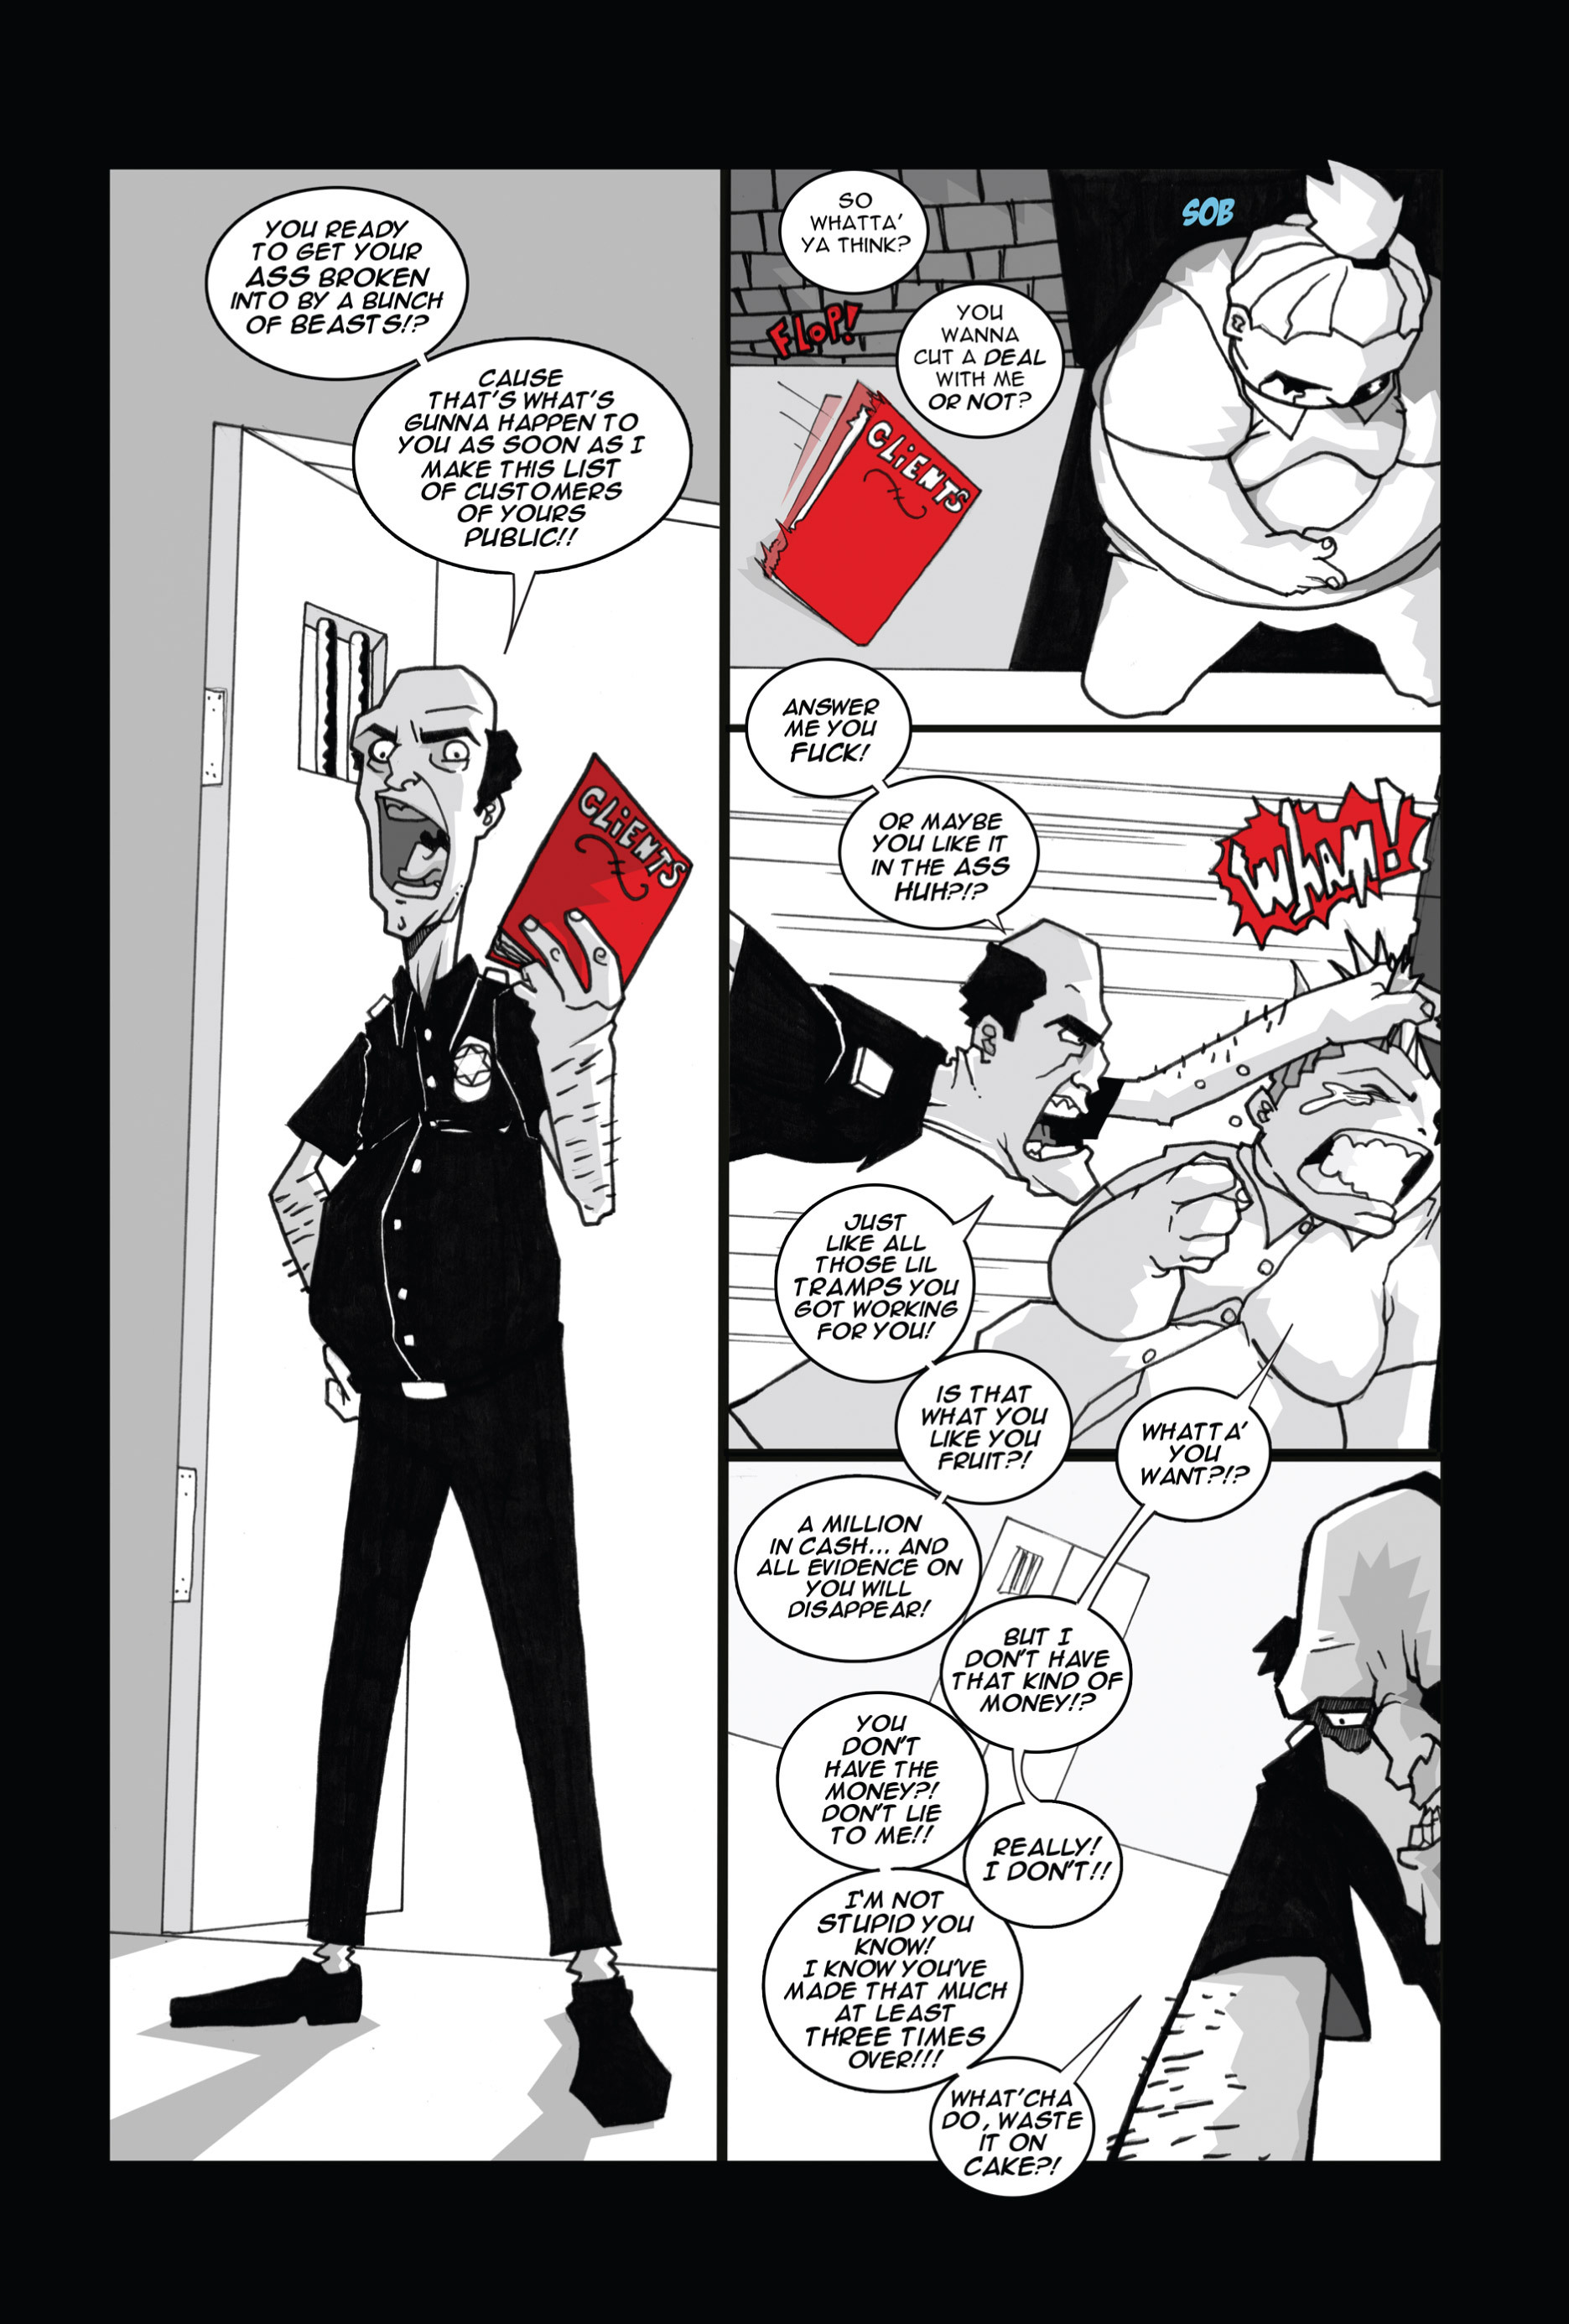 YOU READY
TO GET YOUR
ASS BROKEN
INTO BY A BUNCH
OF BEASTS!?
CAUSE
THAT'S WHAT'S
GUNNA HAPPEN TO
YOU AS SOON AS I
MAKE THIS LIST
OF CUSTOMERS
OF YOURS
PUBLIC!!
CLiENTS
SO
WHATTA'
YA THINK?
YOU
WANNA
CUT A DEAL
WITH ME
OR NOT?
SOB
FLOP!
CLiENTS
ANSWER
ME YOU
FUCK!
OR MAYBE
YOU LIKE IT
IN THE ASS
HUH?!?
WHAM!
JUST
LIKE ALL
THOSE LIL
TRAMPS YOU
GOT WORKING
FOR YOU!
IS THAT
WHAT YOU
LIKE YOU
FRUIT?!
WHATTA'
YOU
WANT?!?
A MILLION
IN CASH... AND
ALL EVIDENCE ON
YOU WILL
DISAPPEAR!
BUT I
DON'T HAVE
THAT KIND OF
MONEY!?
YOU
DON'T
HAVE THE
MONEY?!
DON'T LIE
TO ME!!
REALLY!
I DON'T!!
I'M NOT
STUPID YOU
KNOW!
I KNOW YOU'VE
MADE THAT MUCH
AT LEAST
THREE TIMES
OVER!!!
WHAT'CHA
DO, WASTE
IT ON
CAKE?!